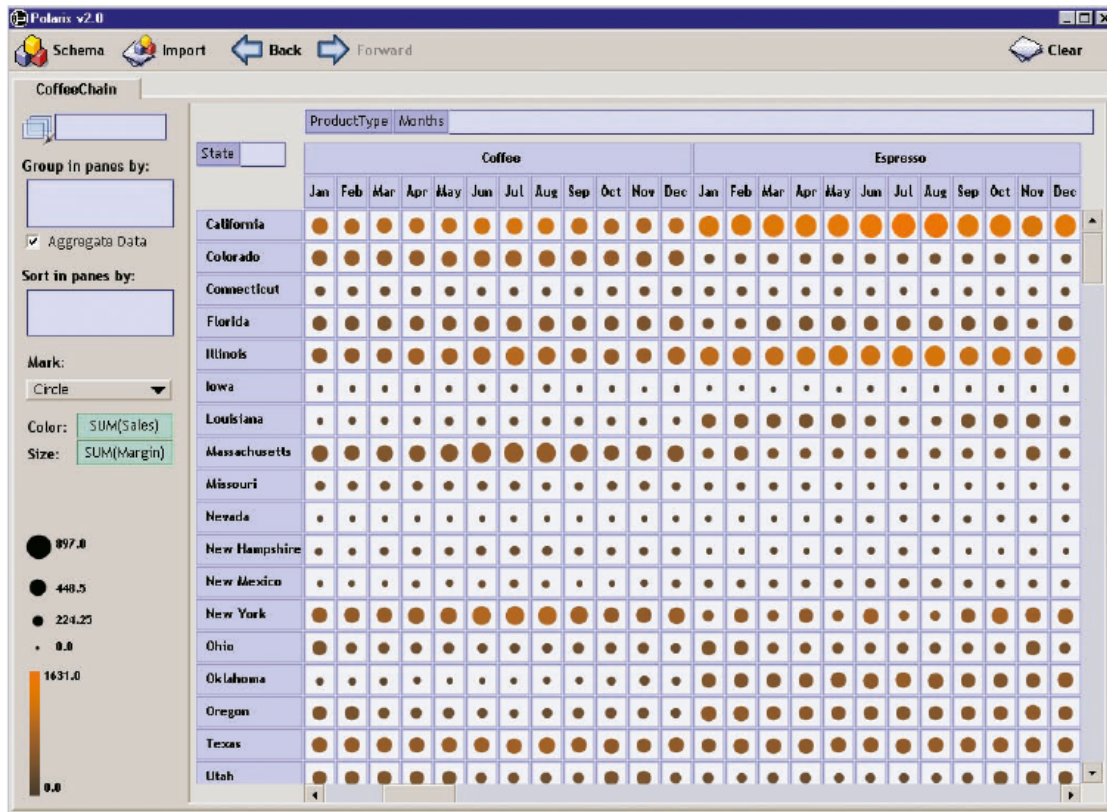 Polarix v2.0
Schema Import Back Forward Clear
CoffeeChain
ProductType Months
State
Coffee Espresso
Jan Feb Mar Apr May Jun Jul Aug Sep Oct Nov Dec Jan Feb Mar Apr May Jun Jul Aug Sep Oct Nov Dec
Group in panes by:
Aggregate Data
Sort in panes by:
Mark:
Circle
Color: SUM(Sales)
Size: SUM(Margin)
897.0
448.5
224.25
0.0
1631.0
0.0
California
Colorado
Connecticut
Florida
Illinois
Iowa
Louisiana
Massachusetts
Missouri
Nevada
New Hampshire
New Mexico
New York
Ohio
Oklahoma
Oregon
Texas
Utah